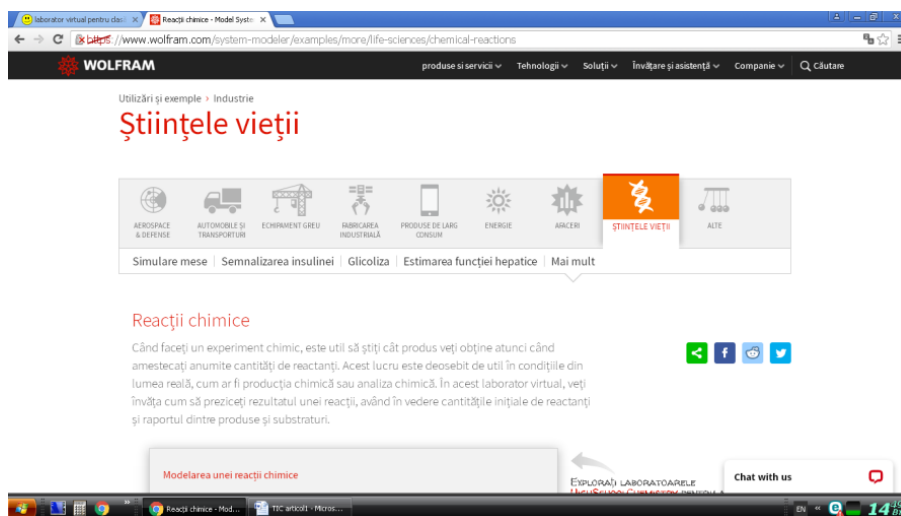 laborator virtual pentru clas
Reacții chimice - Model Syste
https://www.wolfram.com/system-modeler/examples/more/life-sciences/chemical-reactions
WOLFRAM
produse si servicii Tehnologii Soluții Învățare și asistență Companie Căutare
Utilizări și exemple > Industrie
Științele vieții
AEROSPACE & DEFENSE
AUTOMOBILE ȘI TRANSPORTURI
ECHIPAMENT GREU
FABRICAREA INDUSTRIALĂ
PRODUSE DE LARG CONSUM
ENERGIE
AFACERI
ȘTIINȚELE VIEȚII
ALTE
Simulare mese | Semnalizarea insulinei | Glicoliza | Estimarea funcției hepatice | Mai mult
Reacții chimice
Când faceți un experiment chimic, este util să știți cât produs veți obține atunci când
amestecați anumite cantități de reactanți. Acest lucru este deosebit de util în condițiile din
lumea reală, cum ar fi producția chimică sau analiza chimică. În acest laborator virtual, veți
învăța cum să preziceți rezultatul unei reacții, având în vedere cantitățile inițiale de reactanți
și raportul dintre produse și substraturi.
Modelarea unei reacții chimice
EXPLORAȚI LABORATOARELE
Chat with us
Reacții chimice - Mod...
TIC articol1 - Micros...
EN
14